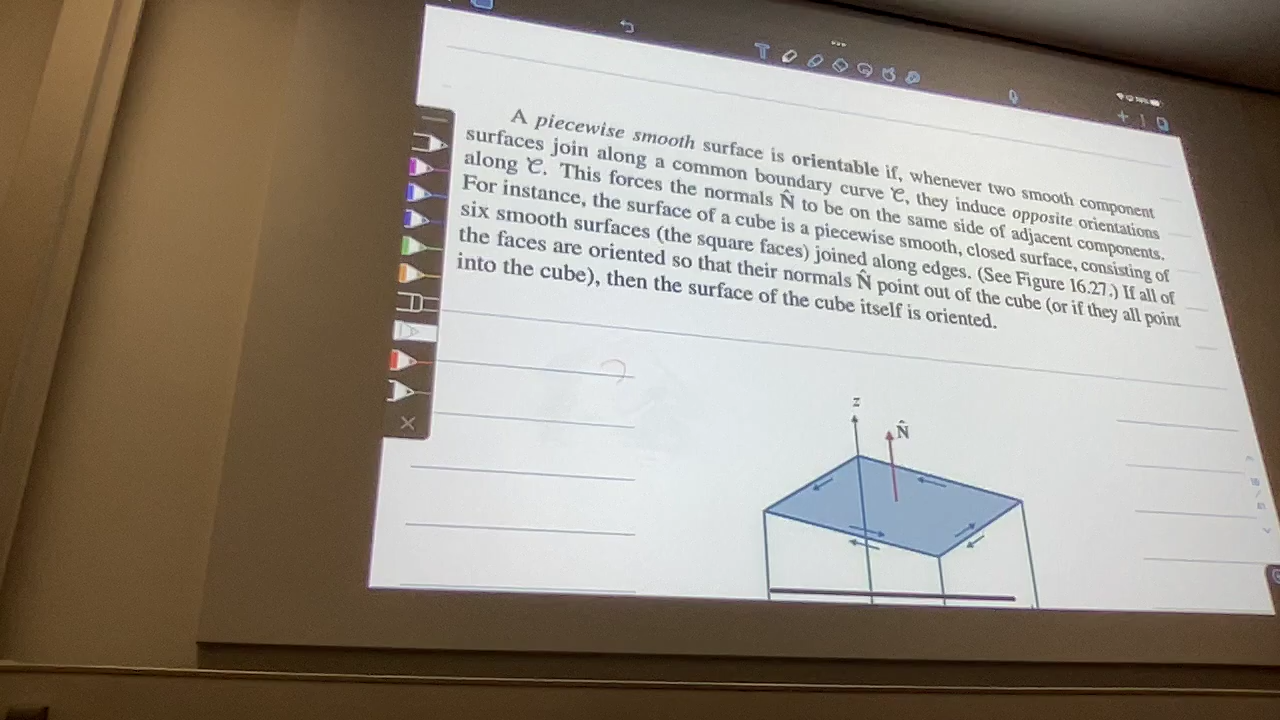 A piecewise smooth surface is orientable if, whenever two smooth component
surfaces join along a common boundary curve 𝒞, they induce opposite orientations
along 𝒞. This forces the normals N̂ to be on the same side of adjacent components.
For instance, the surface of a cube is a piecewise smooth, closed surface, consisting of
six smooth surfaces (the square faces) joined along edges. (See Figure 16.27.) If all of
the faces are oriented so that their normals N̂ point out of the cube (or if they all point
into the cube), then the surface of the cube itself is oriented.
z
N̂